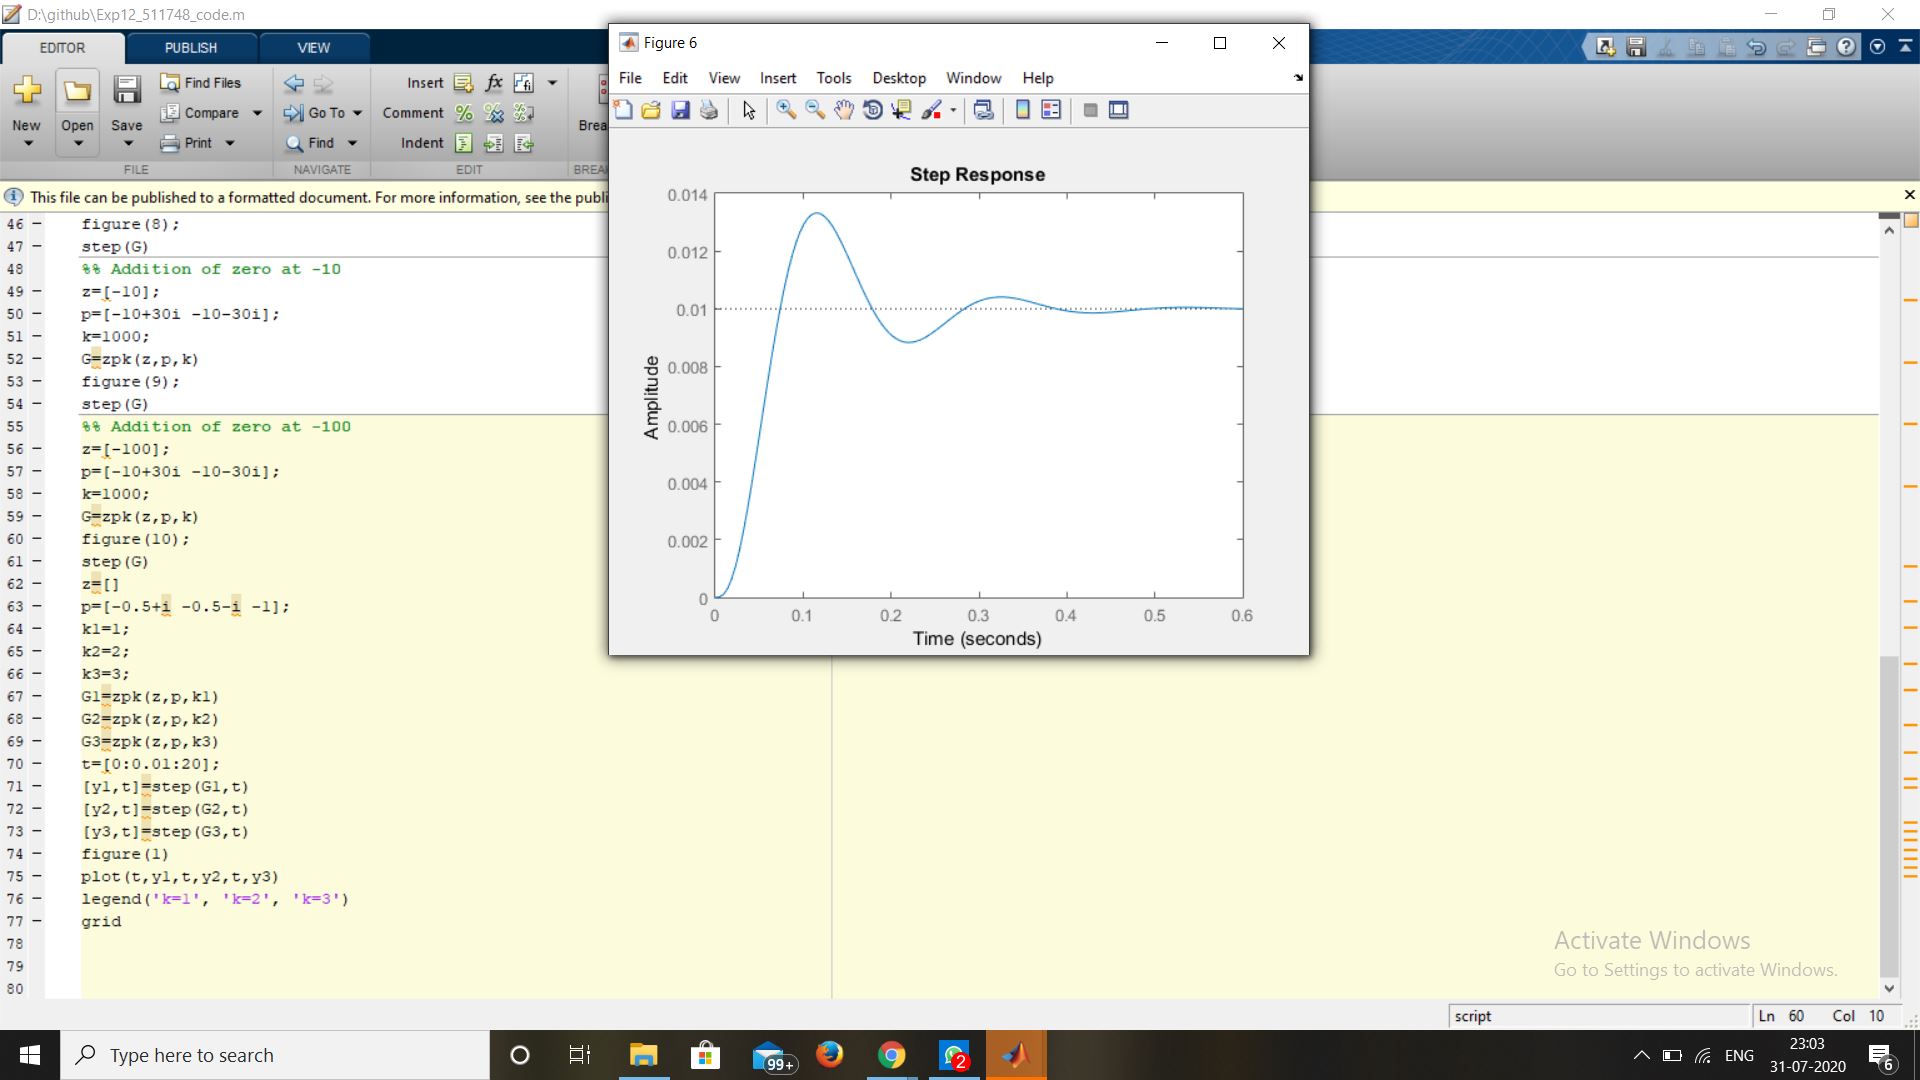 D:\github\Exp12_511748_code.m
EDITOR PUBLISH VIEW
New
Open
Save
Find Files
Compare
Print
FILE
Go To
Find
NAVIGATE
Insert
Comment
Indent
EDIT
Brea
BREA
This file can be published to a formatted document. For more information, see the publi
46 figure(8);
47 step(G)
48 %% Addition of zero at -10
49 z=[-10];
50 p=[-10+30i -10-30i];
51 k=1000;
52 G=zpk(z,p,k)
53 figure(9);
54 step(G)
55 %% Addition of zero at -100
56 z=[-100];
57 p=[-10+30i -10-30i];
58 k=1000;
59 G=zpk(z,p,k)
60 figure(10);
61 step(G)
62 z=[]
63 p=[-0.5+i -0.5-i -1];
64 k1=1;
65 k2=2;
66 k3=3;
67 G1=zpk(z,p,k1)
68 G2=zpk(z,p,k2)
69 G3=zpk(z,p,k3)
70 t=[0:0.01:20];
71 [y1,t]=step(G1,t)
72 [y2,t]=step(G2,t)
73 [y3,t]=step(G3,t)
74 figure(1)
75 plot(t,y1,t,y2,t,y3)
76 legend('k=1', 'k=2', 'k=3')
77 grid
78
79
80
Figure 6
File Edit View Insert Tools Desktop Window Help
Step Response
0.014
0.012
0.01
0.008
0.006
0.004
0.002
0
Amplitude
0 0.1 0.2 0.3 0.4 0.5 0.6
Time (seconds)
Activate Windows
Go to Settings to activate Windows.
script Ln 60 Col 10
Type here to search
99+
2
ENG
23:03
31-07-2020
6